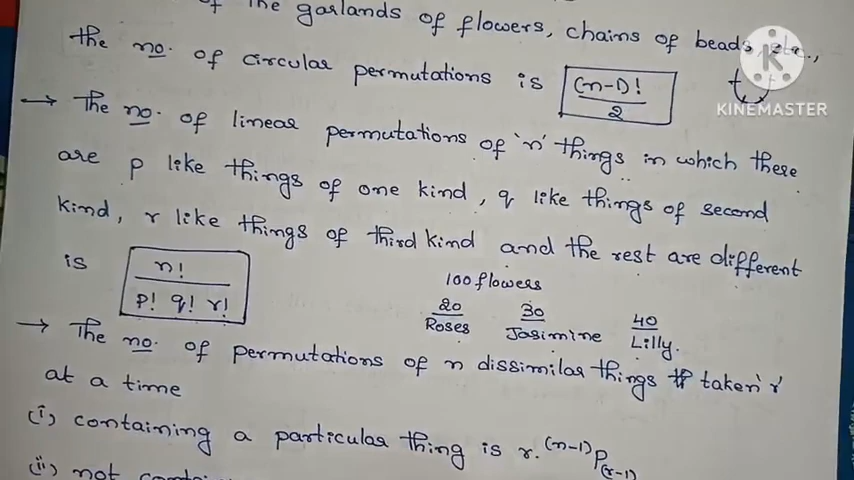 of the garlands of flowers, chains of beads, etc.,
the no. of circular permutations is (n-1)! / 2
→ The no. of linear permutations of 'n' things in which there
are p like things of one kind, q like things of second
kind, r like things of third kind and the rest are different
is n! / p! q! r!
100 flowers
20 Roses 30 Jasimine 40 Lilly.
→ The no. of permutations of n dissimilar things taken 'r'
at a time
(i) containing a particular thing is r. (n-1)P(r-1)
(ii) not
KINEMASTER